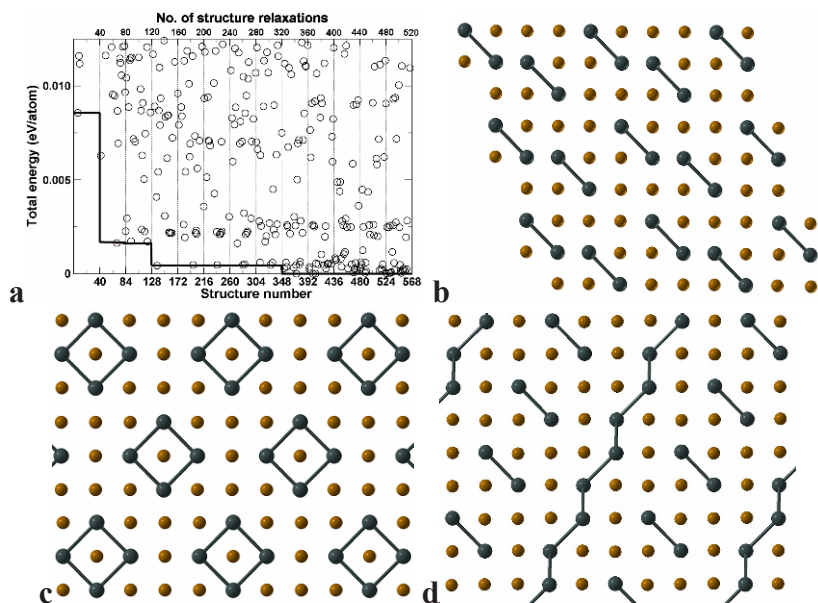 No. of structure relaxations
40 80 120 160 200 240 280 320 360 400 440 480 520
Total energy (eV/atom)
0.010
0.005
0
40 84 128 172 216 260 304 348 392 436 480 524 568
Structure number
a
b
c
d